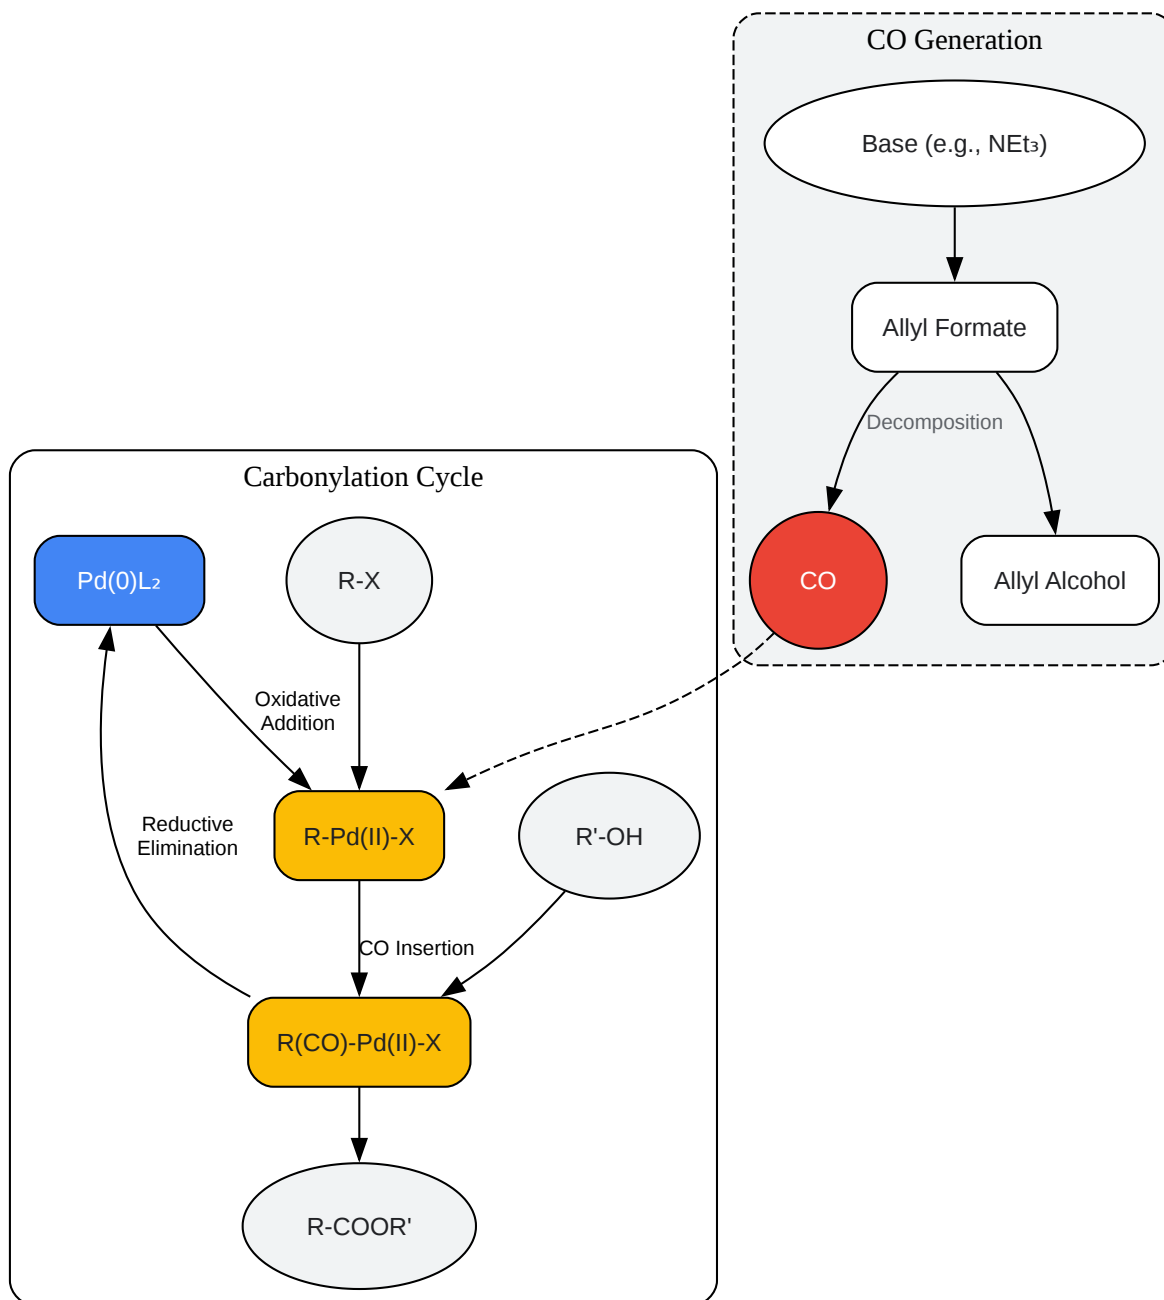 CO Generation
Base (e.g., NEt₃)
Allyl Formate
Decomposition
CO
Allyl Alcohol
Carbonylation Cycle
Pd(0)L₂
R-X
Oxidative
Addition
Reductive
Elimination
R-Pd(II)-X
R'-OH
CO Insertion
R(CO)-Pd(II)-X
R-COOR'